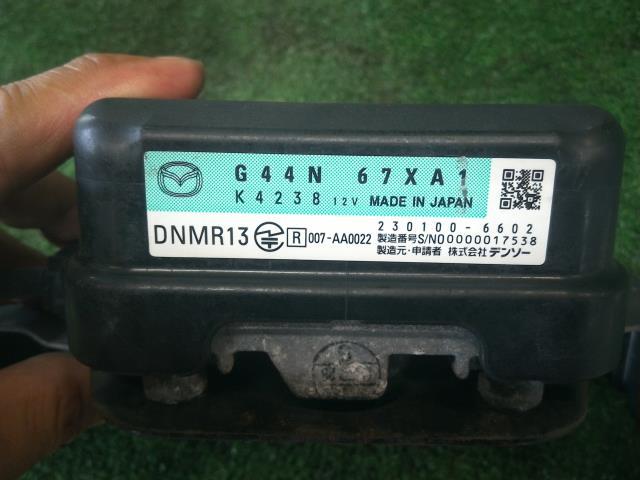 G44N 67XA1
K4238 12V MADE IN JAPAN
230100-6602
DNMR13 R 007-AA0022 製造番号S/N00000017538
製造元・申請者 株式会社デンソー